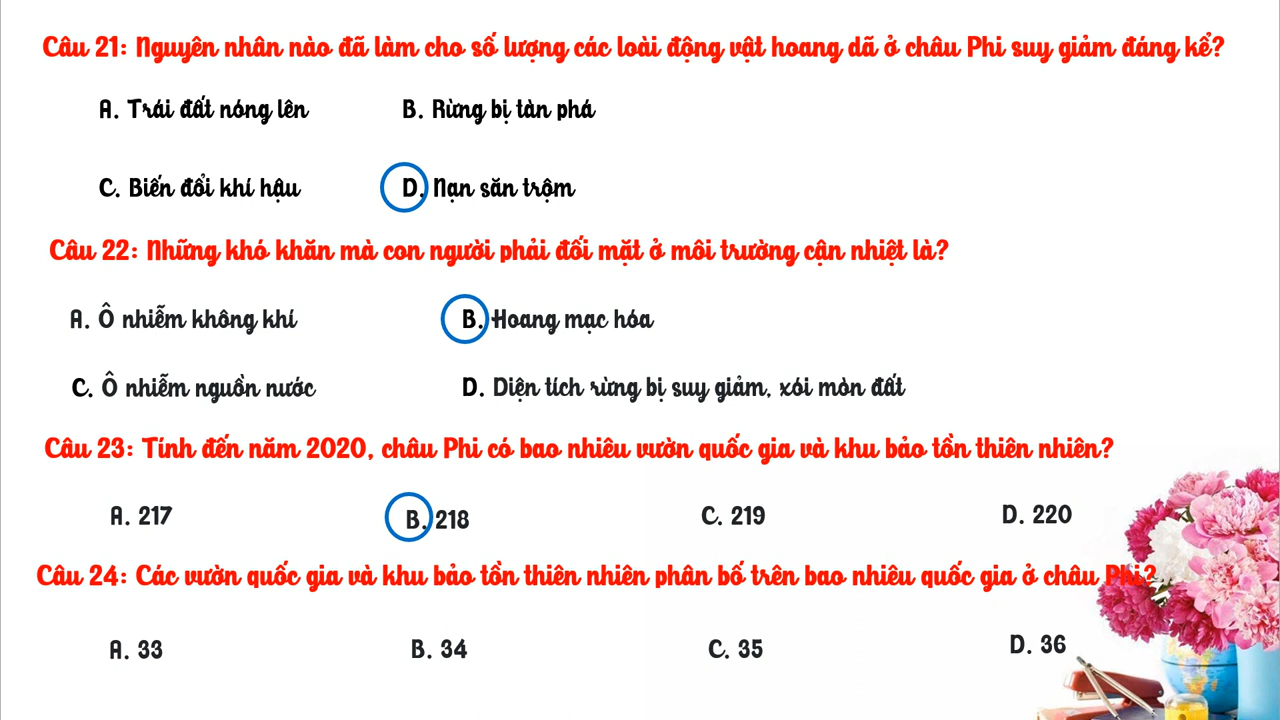 Câu 21: Nguyên nhân nào đã làm cho số lượng các loài động vật hoang dã ở châu Phi suy giảm đáng kể?
A. Trái đất nóng lên B. Rừng bị tàn phá
C. Biến đổi khí hậu D. Nạn săn trộm
Câu 22: Những khó khăn mà con người phải đối mặt ở môi trường cận nhiệt là?
A. Ô nhiễm không khí B. Hoang mạc hóa
C. Ô nhiễm nguồn nước D. Diện tích rừng bị suy giảm, xói mòn đất
Câu 23: Tính đến năm 2020, châu Phi có bao nhiêu vườn quốc gia và khu bảo tồn thiên nhiên?
A. 217 B. 218 C. 219 D. 220
Câu 24: Các vườn quốc gia và khu bảo tồn thiên nhiên phân bố trên bao nhiêu quốc gia ở châu Phi?
A. 33 B. 34 C. 35 D. 36